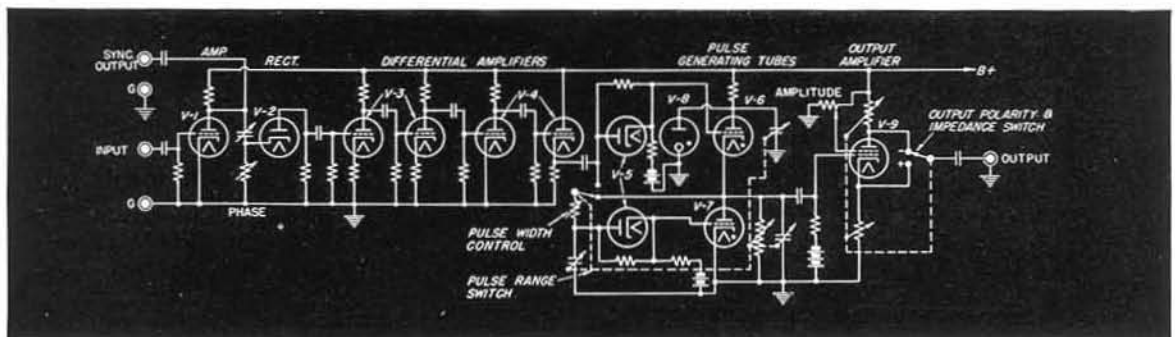 SYNC.
OUTPUT
AMP
RECT.
DIFFERENTIAL AMPLIFIERS
PULSE
GENERATING TUBES
OUTPUT
AMPLIFIER
B+
G
V-1
V-2
V-3
V-4
V-8
V-6
AMPLITUDE
V-9
OUTPUT POLARITY &
IMPEDANCE SWITCH
INPUT
OUTPUT
V-5
G
PHASE
V-7
PULSE WIDTH
CONTROL
PULSE RANGE
SWITCH